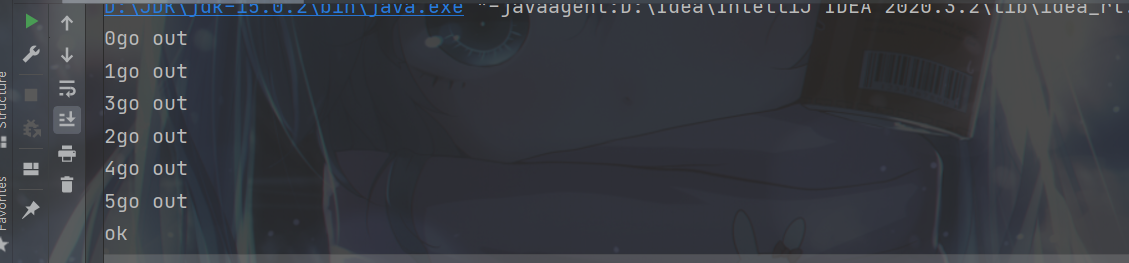 D:\JDK\jdk-15.0.2\bin\java.exe "-javaagent:D:\idea\IntelliJ IDEA 2020.3.2\lib\idea_rt.
0go out
1go out
3go out
2go out
4go out
5go out
ok
Structure
Favorites